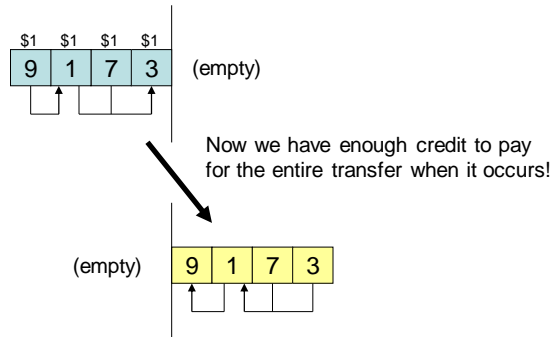 $1 $1 $1 $1
9 1 7 3 (empty)
Now we have enough credit to pay
for the entire transfer when it occurs!
(empty) 9 1 7 3